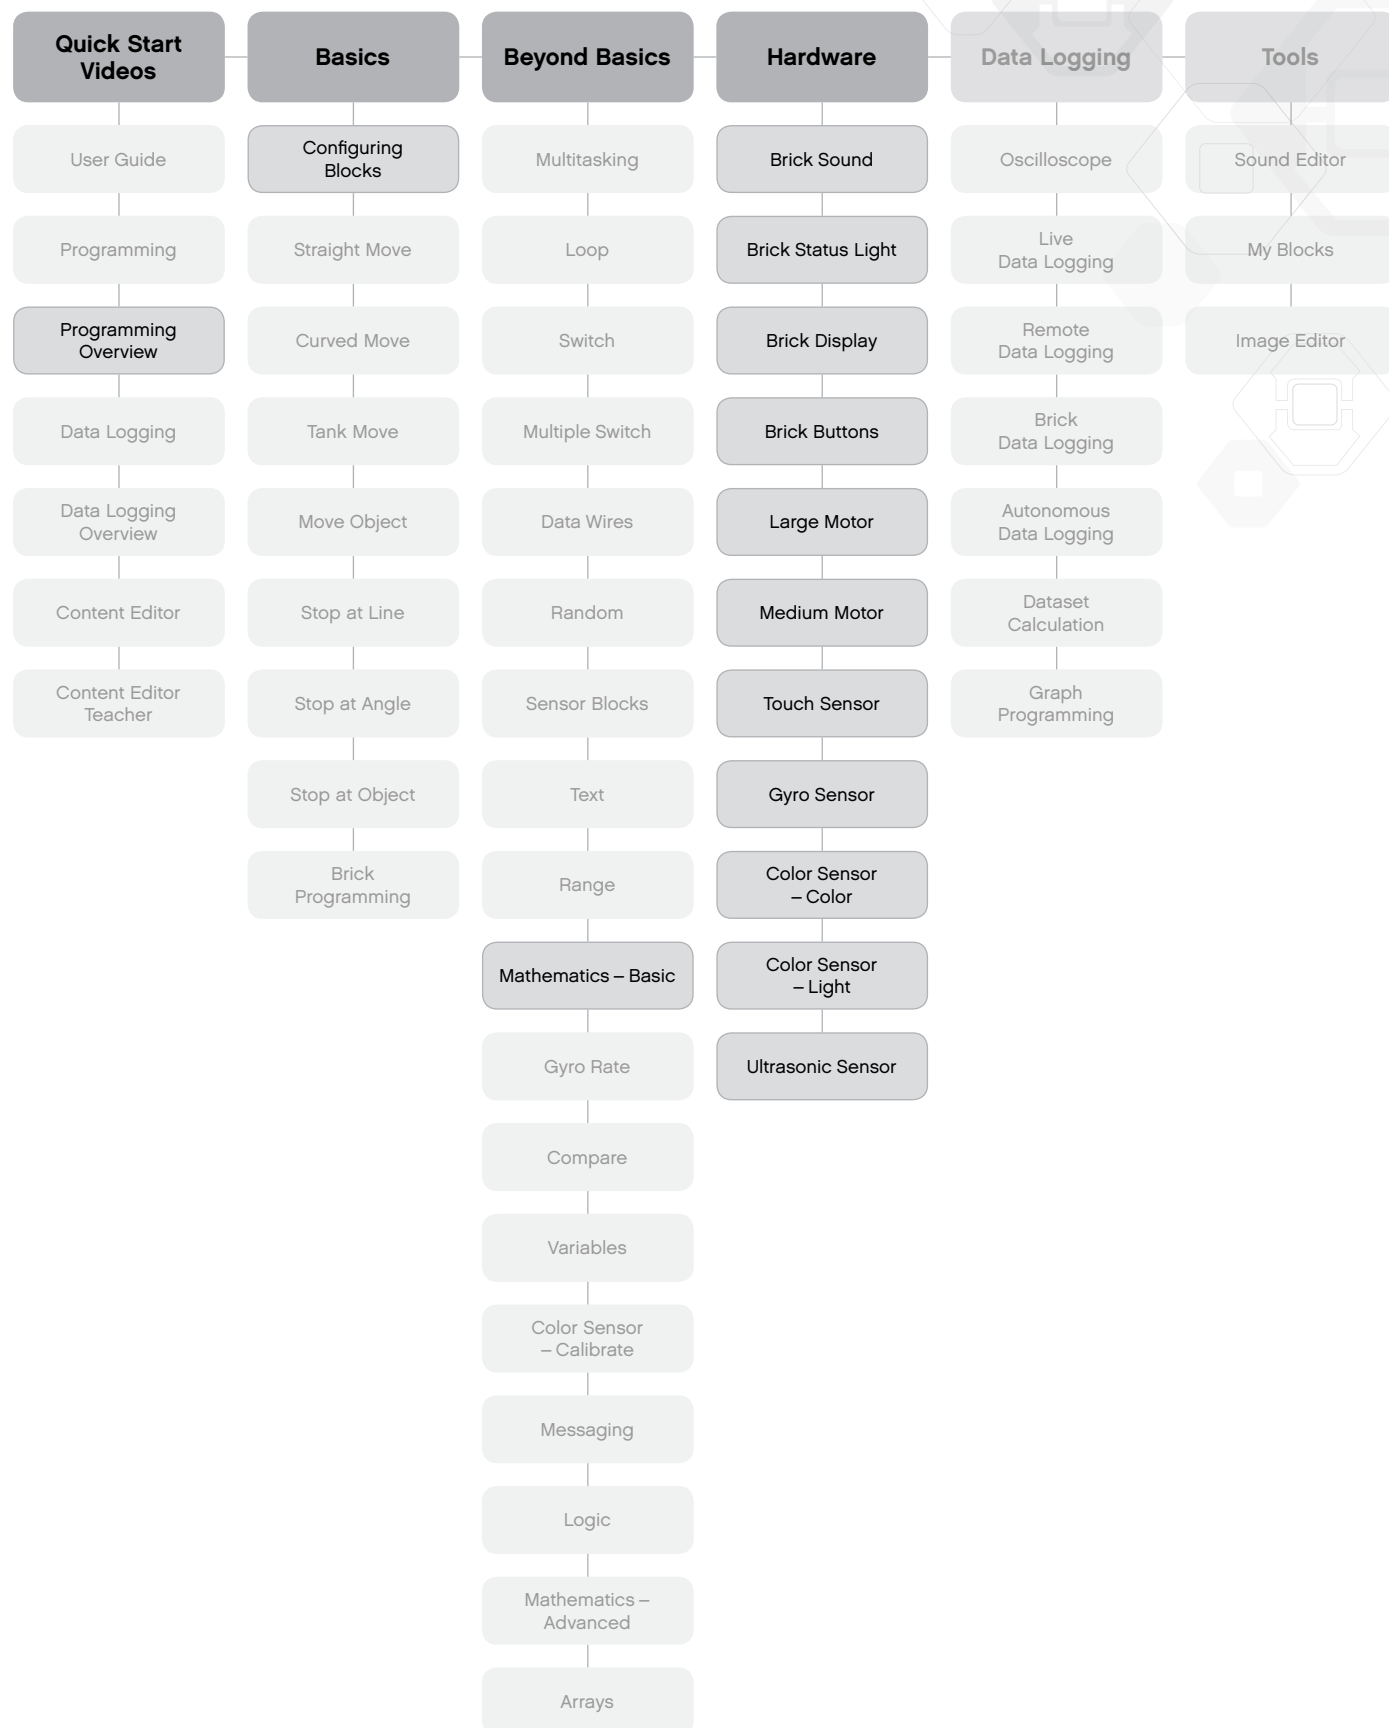 Quick Start
Videos
User Guide
Programming
Programming
Overview
Data Logging
Data Logging
Overview
Content Editor
Content Editor
Teacher
Basics
Configuring
Blocks
Straight Move
Curved Move
Tank Move
Move Object
Stop at Line
Stop at Angle
Stop at Object
Brick
Programming
Beyond Basics
Multitasking
Loop
Switch
Multiple Switch
Data Wires
Random
Sensor Blocks
Text
Range
Mathematics – Basic
Gyro Rate
Compare
Variables
Color Sensor
– Calibrate
Messaging
Logic
Mathematics –
Advanced
Arrays
Hardware
Brick Sound
Brick Status Light
Brick Display
Brick Buttons
Large Motor
Medium Motor
Touch Sensor
Gyro Sensor
Color Sensor
– Color
Color Sensor
– Light
Ultrasonic Sensor
Data Logging
Oscilloscope
Live
Data Logging
Remote
Data Logging
Brick
Data Logging
Autonomous
Data Logging
Dataset
Calculation
Graph
Programming
Tools
Sound Editor
My Blocks
Image Editor